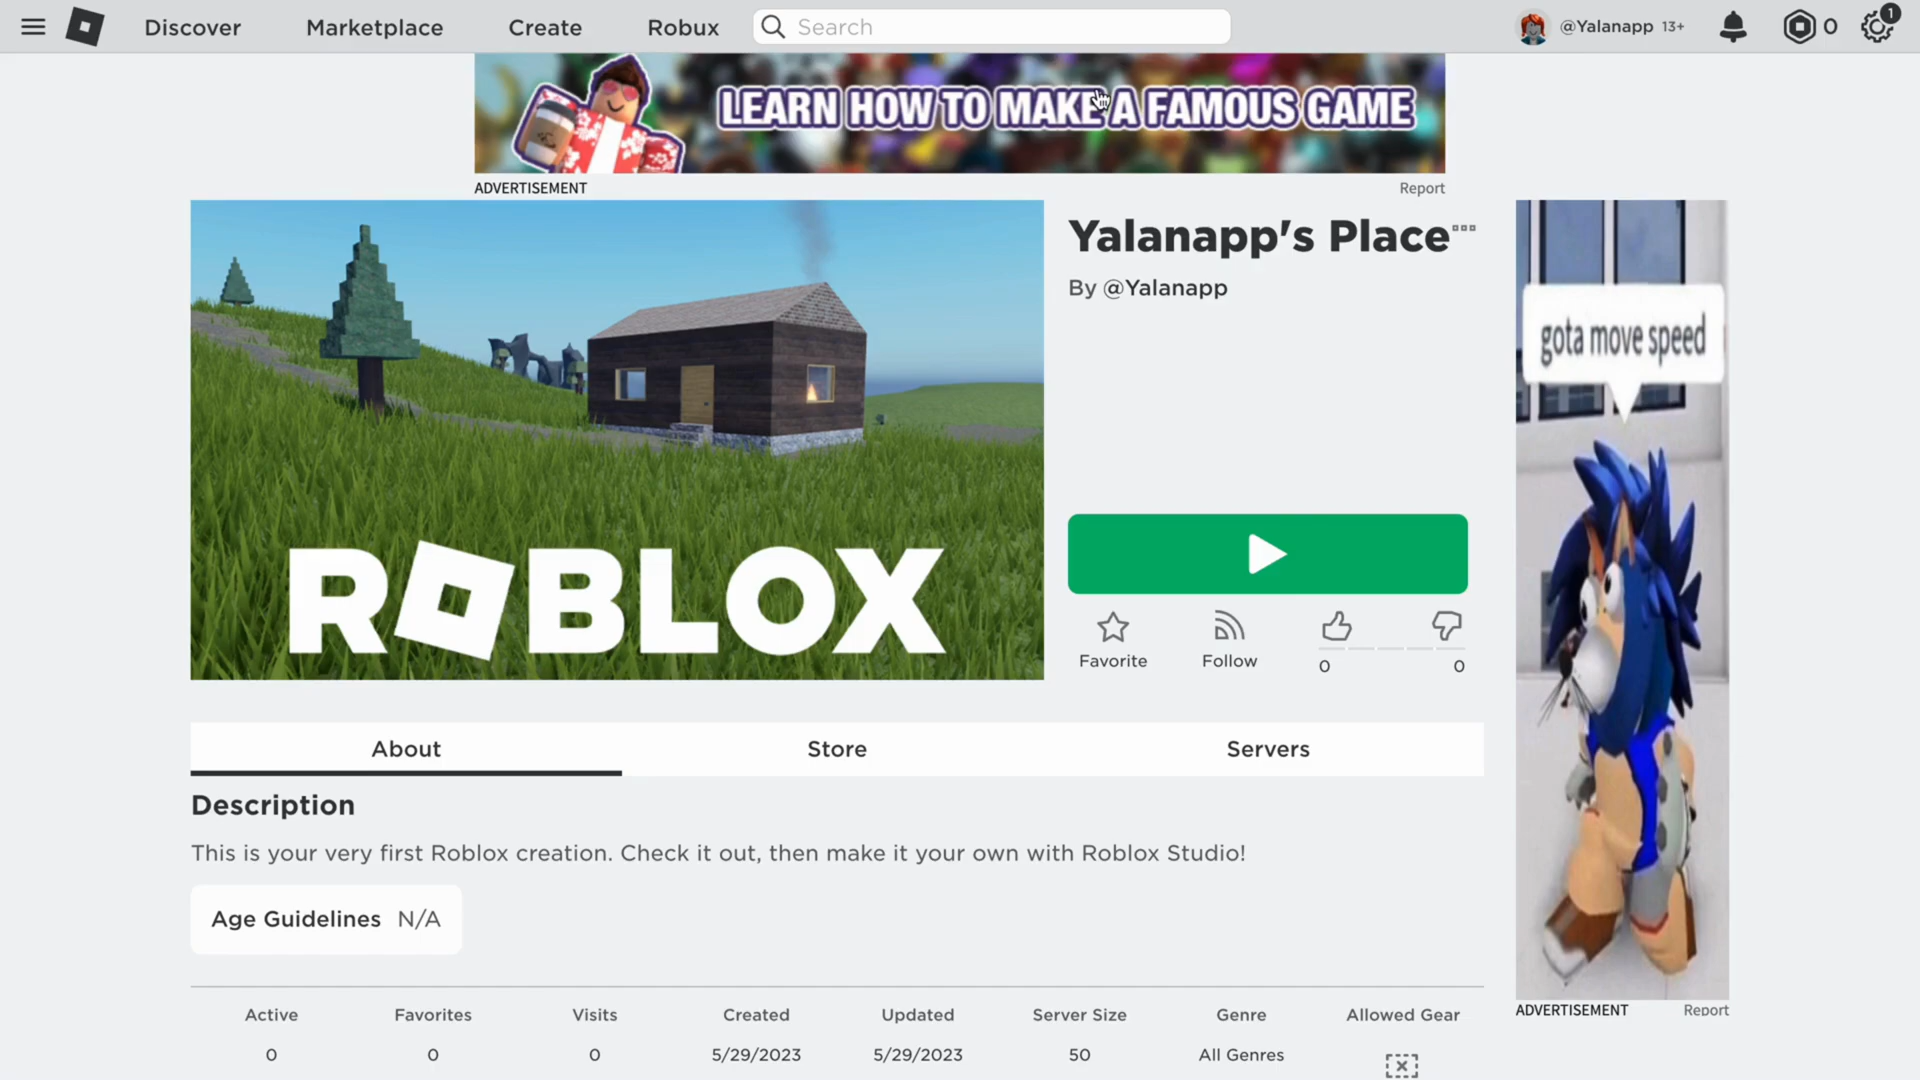 Discover Marketplace Create Robux Search @Yalanapp 13+ 0 1
LEARN HOW TO MAKE A FAMOUS GAME
ADVERTISEMENT Report
ROBLOX
Yalanapp's Place
By @Yalanapp
Favorite Follow 0 0
gota move speed
ADVERTISEMENT Report
About Store Servers
Description
This is your very first Roblox creation. Check it out, then make it your own with Roblox Studio!
Age Guidelines N/A
Active Favorites Visits Created Updated Server Size Genre Allowed Gear
0 0 0 5/29/2023 5/29/2023 50 All Genres